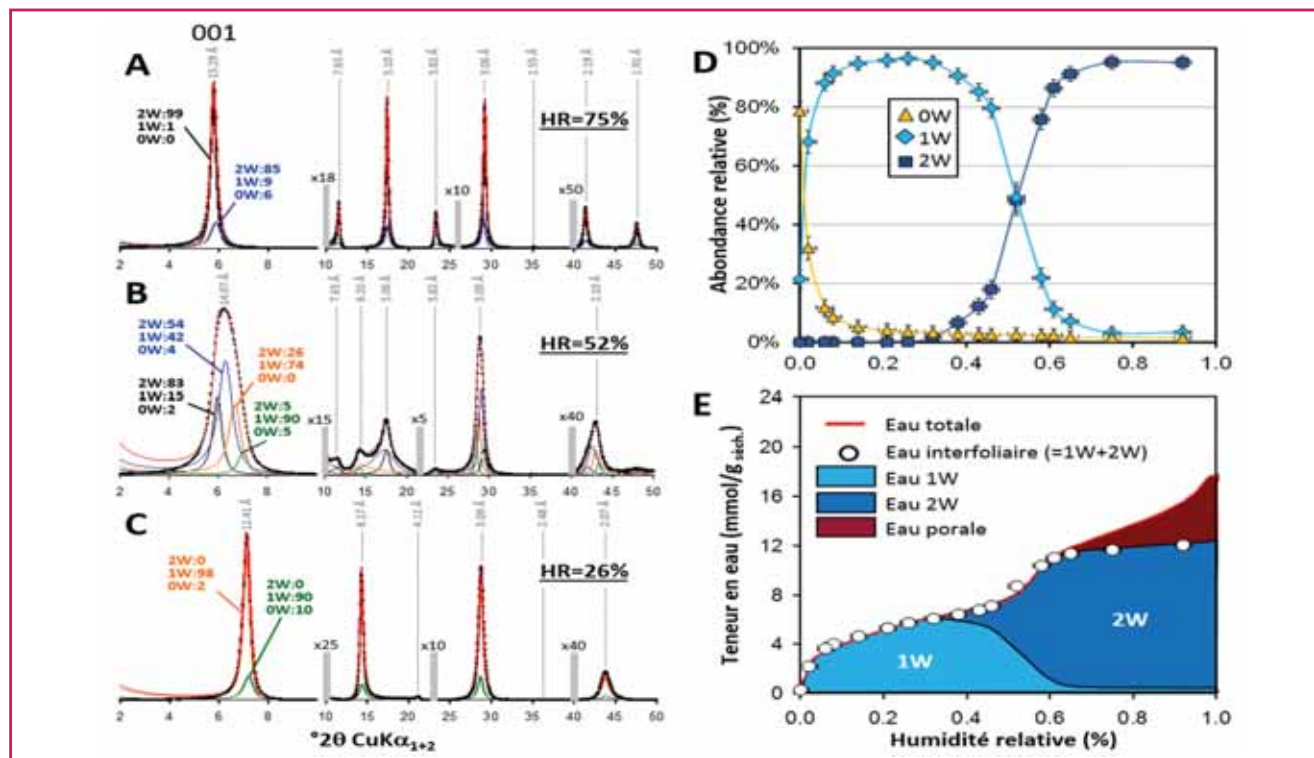 001
A
2W:99
1W:1
0W:0
2W:85
1W:9
0W:6
HR=75%
x18
x10
x50
2 4 6 8 10 15 20 25 30 35 40 45 50
B
2W:54
1W:42
0W:4
2W:83
1W:15
0W:2
2W:26
1W:74
0W:0
2W:5
1W:90
0W:5
HR=52%
x15
x5
x40
2 4 6 8 10 15 20 25 30 35 40 45 50
C
2W:0
1W:98
0W:2
2W:0
1W:90
0W:10
HR=26%
x25
x10
x40
2 4 6 8 10 15 20 25 30 35 40 45 50
°2θ CuKα1+2
D
Abondance relative (%)
100%
80%
60%
40%
20%
0%
0W
1W
2W
0.0 0.2 0.4 0.6 0.8 1.0
E
Teneur en eau (mmol/g sèch.)
24
20
16
12
8
4
0
Eau totale
Eau interfoliaire (=1W+2W)
Eau 1W
Eau 2W
Eau porale
1W
2W
0.0 0.2 0.4 0.6 0.8 1.0
Humidité relative (%)